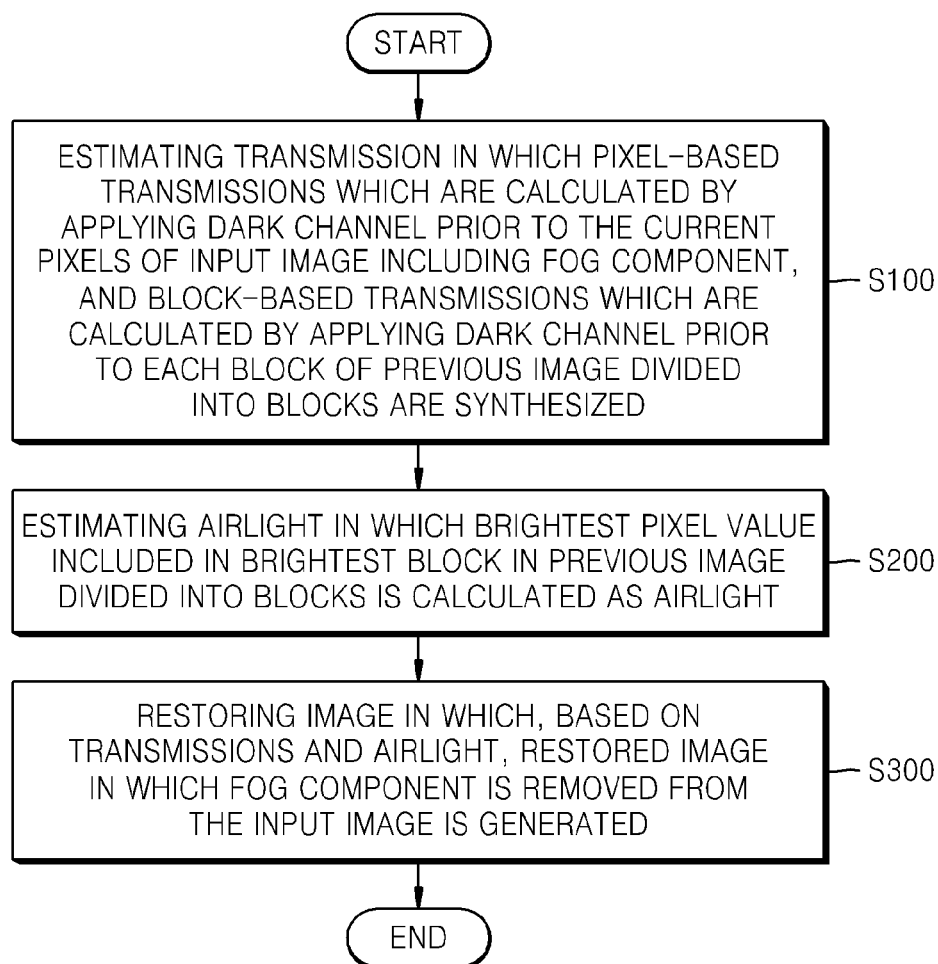 START
ESTIMATING TRANSMISSION IN WHICH PIXEL-BASED
TRANSMISSIONS WHICH ARE CALCULATED BY
APPLYING DARK CHANNEL PRIOR TO THE CURRENT
PIXELS OF INPUT IMAGE INCLUDING FOG COMPONENT,
AND BLOCK-BASED TRANSMISSIONS WHICH ARE
CALCULATED BY APPLYING DARK CHANNEL PRIOR
TO EACH BLOCK OF PREVIOUS IMAGE DIVIDED
INTO BLOCKS ARE SYNTHESIZED
S100
ESTIMATING AIRLIGHT IN WHICH BRIGHTEST PIXEL VALUE
INCLUDED IN BRIGHTEST BLOCK IN PREVIOUS IMAGE
DIVIDED INTO BLOCKS IS CALCULATED AS AIRLIGHT
S200
RESTORING IMAGE IN WHICH, BASED ON
TRANSMISSIONS AND AIRLIGHT, RESTORED IMAGE
IN WHICH FOG COMPONENT IS REMOVED FROM
THE INPUT IMAGE IS GENERATED
S300
END